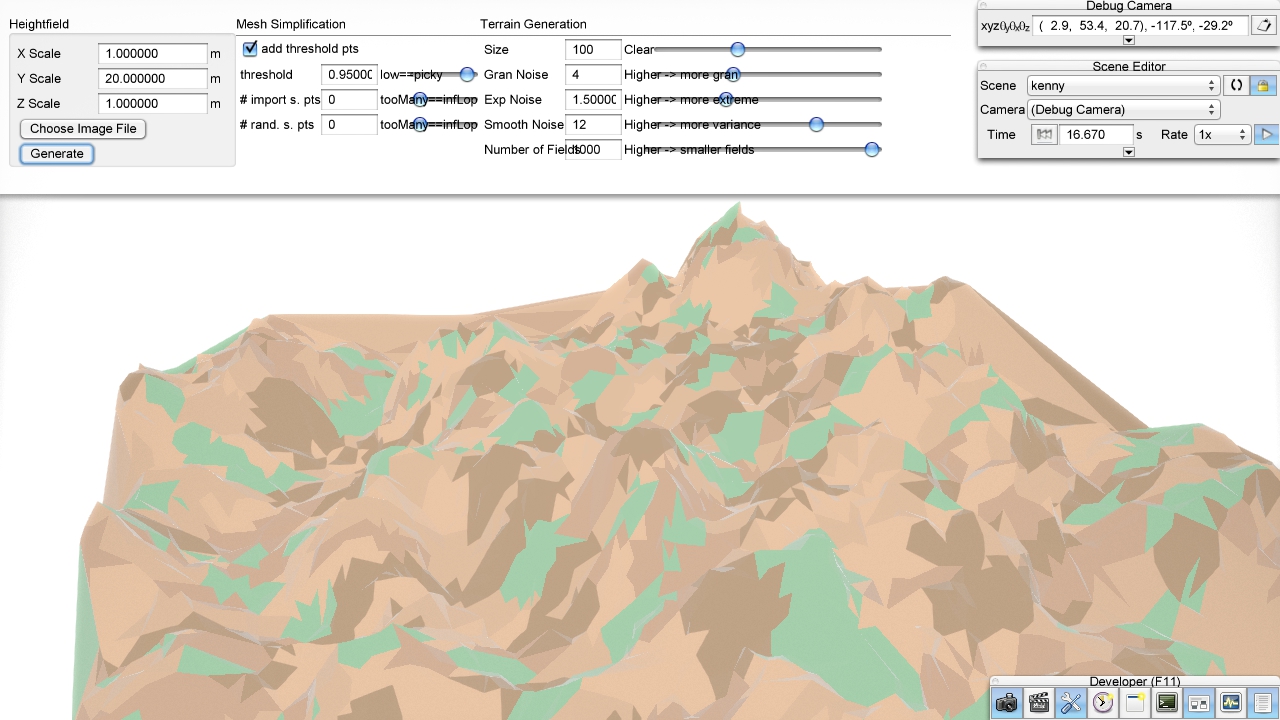 Heightfield
X Scale 1.000000 m
Y Scale 20.000000 m
Z Scale 1.000000 m
Choose Image File
Generate
Mesh Simplification
add threshold pts
threshold 0.95000 low==picky
# import s. pts 0 tooMany==infLop
# rand. s. pts 0 tooMany==infLop
Terrain Generation
Size 100 Clear
Gran Noise 4 Higher -> more gran
Exp Noise 1.50000 Higher -> more extreme
Smooth Noise 12 Higher -> more variance
Number of Fields 1000 Higher -> smaller fields
Debug Camera
( 2.9, 53.4, 20.7), -117.5º, -29.2º
Scene Editor
Scene kenny
Camera (Debug Camera)
Time 16.670 s Rate 1x
Developer (F11)